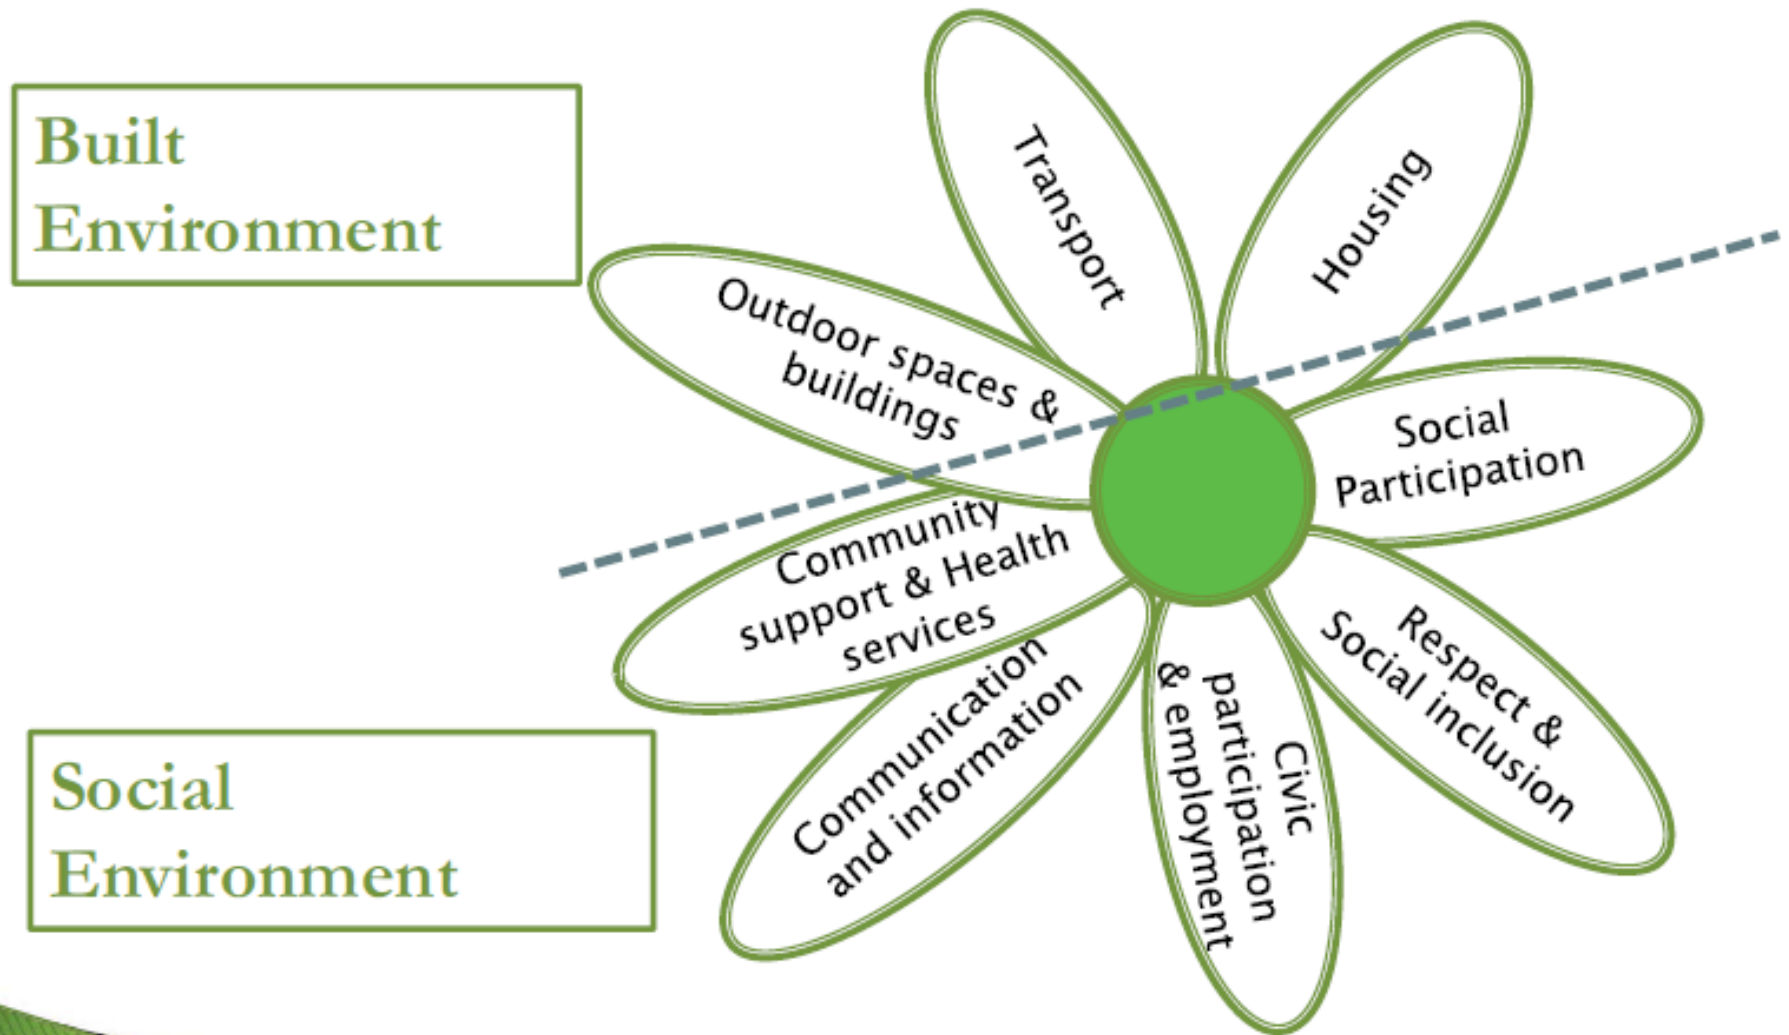 Built
Environment
Transport
Housing
Outdoor spaces &
buildings
Social
Participation
Community
support & Health
services
Respect &
Social inclusion
Communication
and information
Civic
participation
& employment
Social
Environment